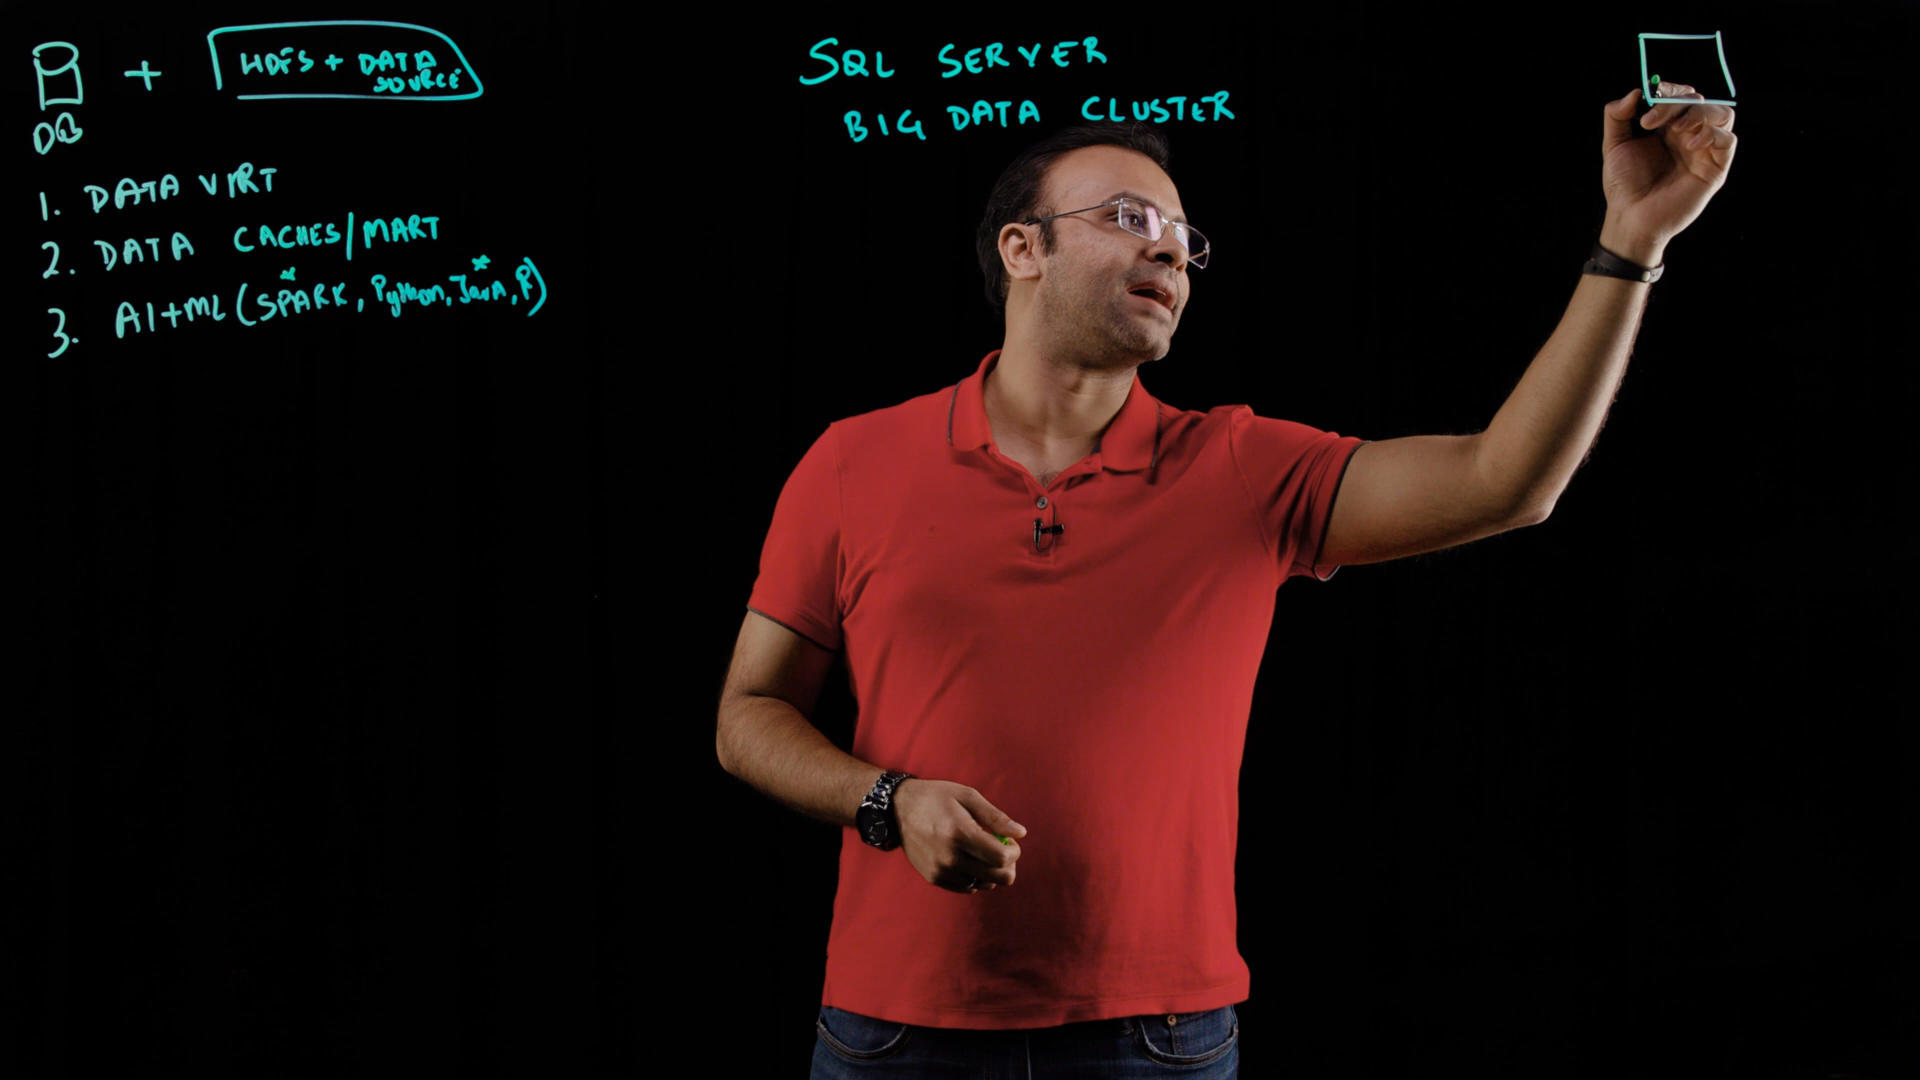 DB + HDFS + DATA
SOURCE
1. DATA VIRT
2. DATA CACHES/MART
3. AI+ML (SPARK*, Python, Java*, R)
SQL SERVER
BIG DATA CLUSTER